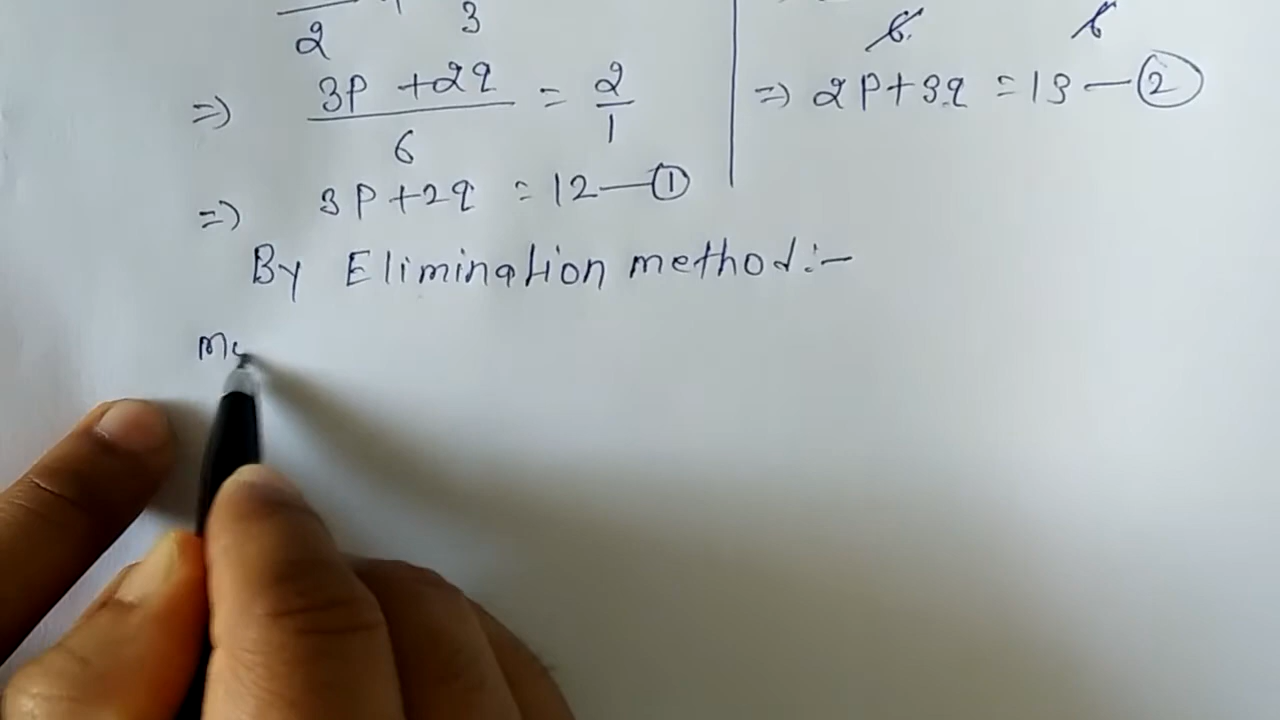 2 3
6 6
=> 3P +2q / 6 = 2 / 1
=> 2P+3q = 13 — ②
=> 3P+2q = 12 — ①
By Elimination method:-